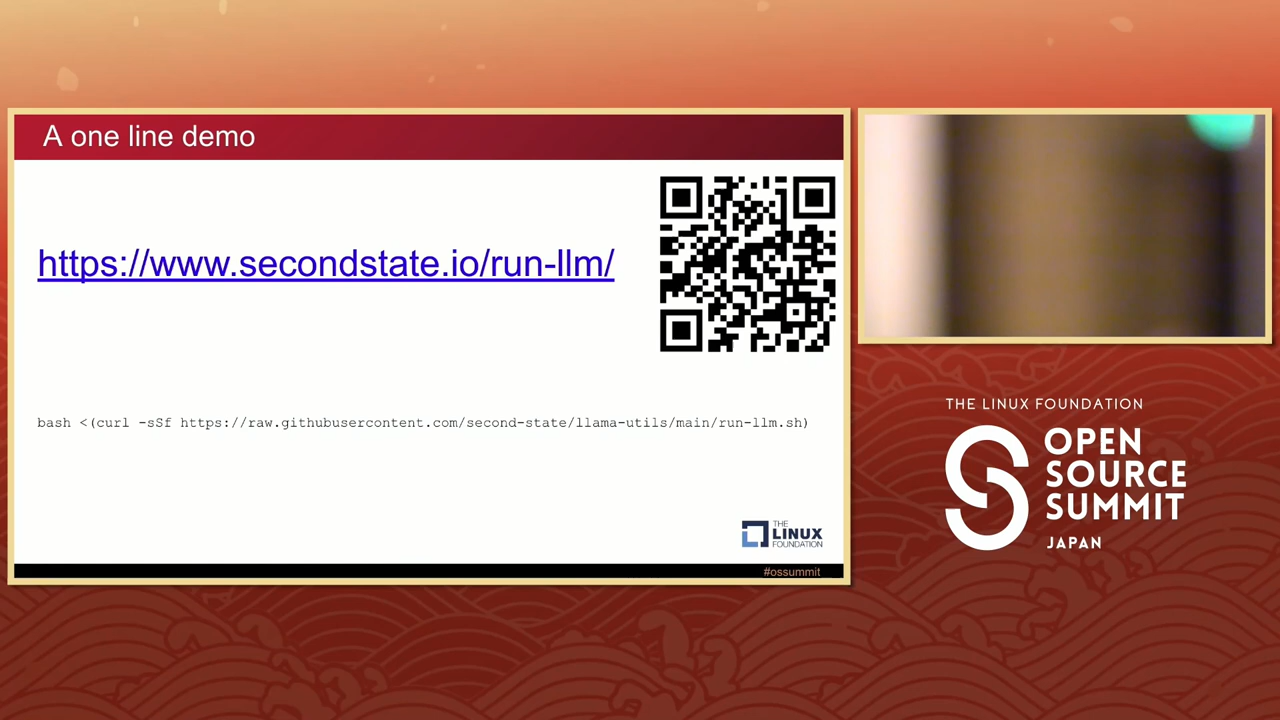 A one line demo
https://www.secondstate.io/run-llm/
bash <(curl -sSf https://raw.githubusercontent.com/second-state/llama-utils/main/run-llm.sh)
THE
LINUX
FOUNDATION
#ossummit
THE LINUX FOUNDATION
OPEN
SOURCE
SUMMIT
JAPAN